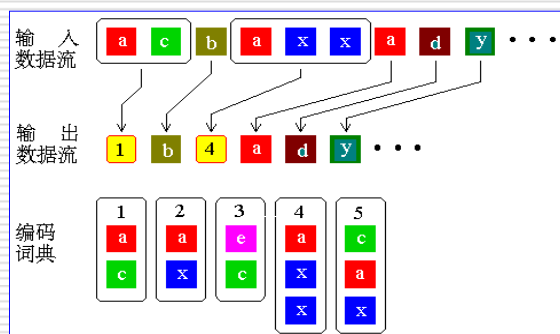 输 入
数据流
a c b a x x a d y ...
输 出
数据流
1 b 4 a d y ...
编码
词典
1 2 3 4 5
a a e a c
c x c x a
x x